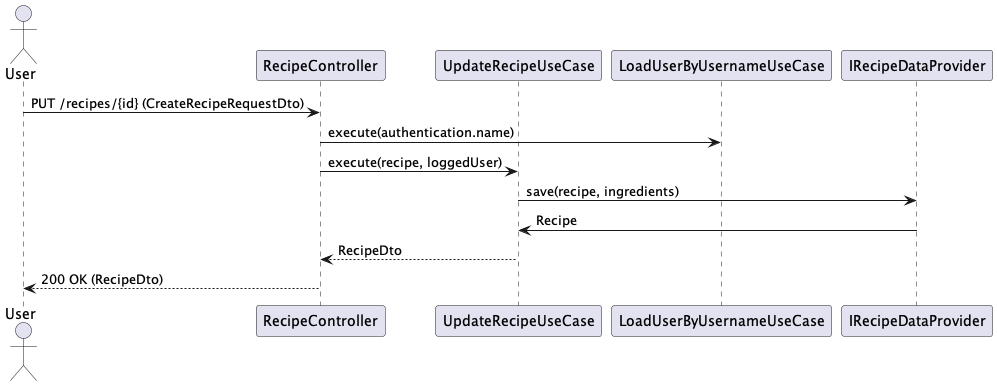 User
RecipeController
UpdateRecipeUseCase
LoadUserByUsernameUseCase
IRecipeDataProvider
PUT /recipes/{id} (CreateRecipeRequestDto)
execute(authentication.name)
execute(recipe, loggedUser)
save(recipe, ingredients)
Recipe
RecipeDto
200 OK (RecipeDto)
User
RecipeController
UpdateRecipeUseCase
LoadUserByUsernameUseCase
IRecipeDataProvider